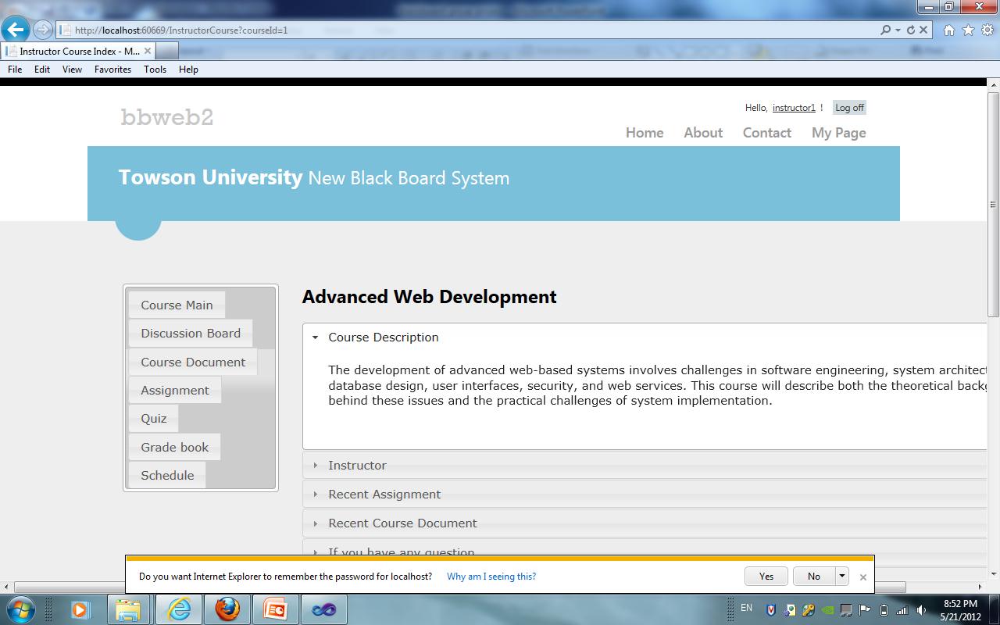 http://localhost:60669/InstructorCourse?courseId=1
Instructor Course Index - M...
File Edit View Favorites Tools Help
bbweb2
Hello, instructor1 ! Log off
Home About Contact My Page
Towson University New Black Board System
Course Main
Discussion Board
Course Document
Assignment
Quiz
Grade book
Schedule
Advanced Web Development
Course Description
The development of advanced web-based systems involves challenges in software engineering, system architect
database design, user interfaces, security, and web services. This course will describe both the theoretical backg
behind these issues and the practical challenges of system implementation.
Instructor
Recent Assignment
Recent Course Document
If you have any question
Do you want Internet Explorer to remember the password for localhost? Why am I seeing this? Yes No
EN
8:52 PM
5/21/2012